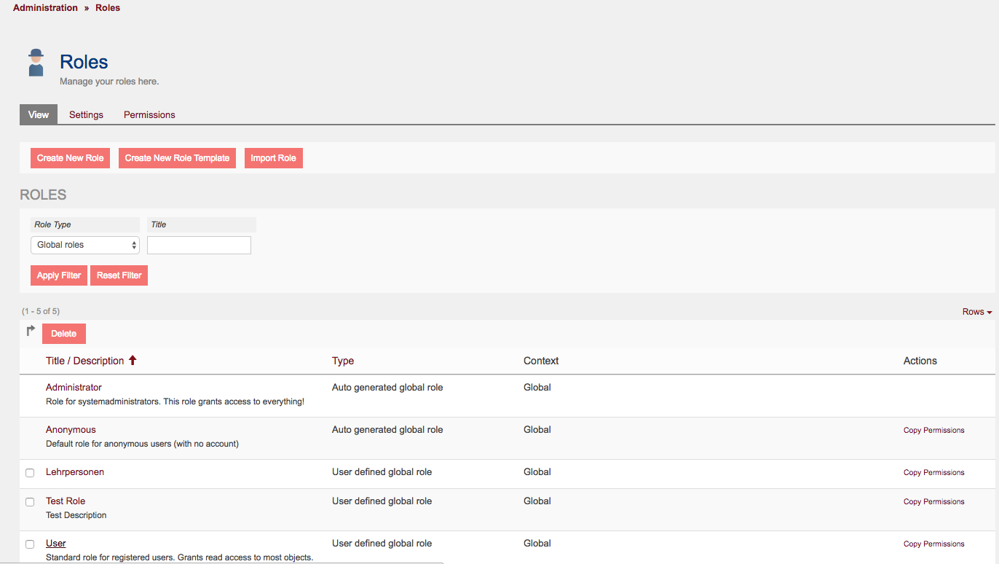 Administration » Roles
Roles
Manage your roles here.
View Settings Permissions
Create New Role Create New Role Template Import Role
ROLES
Role Type Title
Global roles
Apply Filter Reset Filter
(1 - 5 of 5) Rows
Delete
Title / Description Type Context Actions
Administrator Auto generated global role Global
Role for systemadministrators. This role grants access to everything!
Anonymous Auto generated global role Global Copy Permissions
Default role for anonymous users (with no account)
Lehrpersonen User defined global role Global Copy Permissions
Test Role User defined global role Global Copy Permissions
Test Description
User User defined global role Global Copy Permissions
Standard role for registered users. Grants read access to most objects.